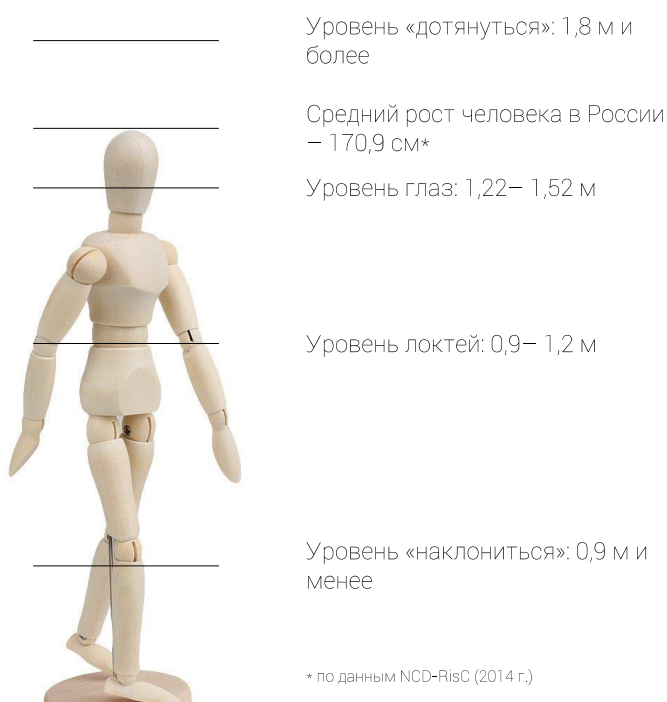 Уровень «дотянуться»: 1,8 м и
более
Средний рост человека в России
– 170,9 см*
Уровень глаз: 1,22– 1,52 м
Уровень локтей: 0,9– 1,2 м
Уровень «наклониться»: 0,9 м и
менее
* по данным NCD-RisC (2014 г.)